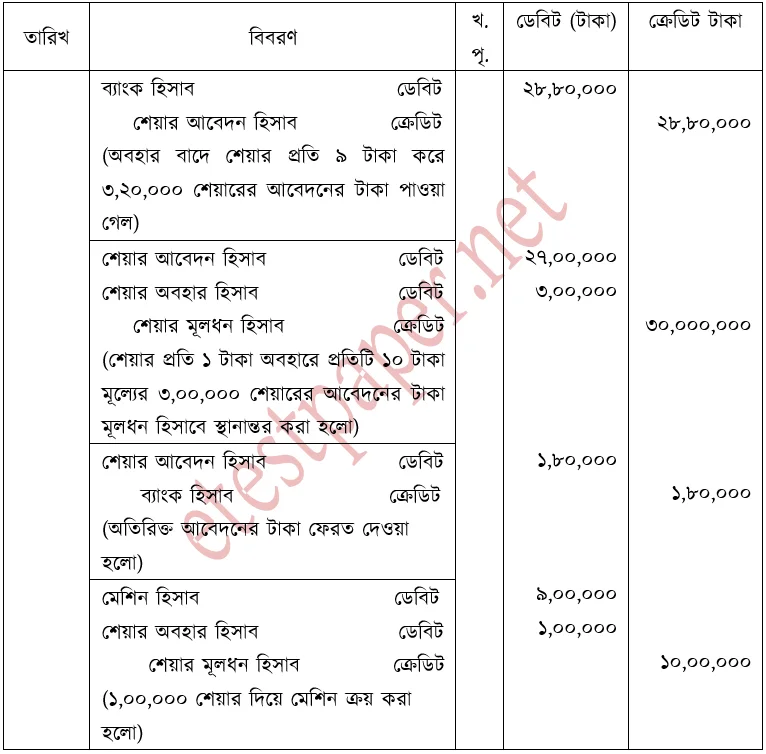 তারিখ বিবরণ খ. পৃ. ডেবিট (টাকা) ক্রেডিট টাকা
ব্যাংক হিসাব ডেবিট ২৮,৮০,০০০
শেয়ার আবেদন হিসাব ক্রেডিট ২৮,৮০,০০০
(অবহার বাদে শেয়ার প্রতি ৯ টাকা করে
৩,২০,০০০ শেয়ারের আবেদনের টাকা পাওয়া
গেল)
শেয়ার আবেদন হিসাব ডেবিট ২৭,০০,০০০
শেয়ার অবহার হিসাব ডেবিট ৩,০০,০০০
শেয়ার মূলধন হিসাব ক্রেডিট ৩০,০০০,০০০
(শেয়ার প্রতি ১ টাকা অবহারে প্রতিটি ১০ টাকা
মূল্যের ৩,০০,০০০ শেয়ারের আবেদনের টাকা
মূলধন হিসাবে স্থানান্তর করা হলো)
শেয়ার আবেদন হিসাব ডেবিট ১,৮০,০০০
ব্যাংক হিসাব ক্রেডিট ১,৮০,০০০
(অতিরিক্ত আবেদনের টাকা ফেরত দেওয়া
হলো)
মেশিন হিসাব ডেবিট ৯,০০,০০০
শেয়ার অবহার হিসাব ডেবিট ১,০০,০০০
শেয়ার মূলধন হিসাব ক্রেডিট ১০,০০,০০০
(১,০০,০০০ শেয়ার দিয়ে মেশিন ক্রয় করা
হলো)
etestpaper.net